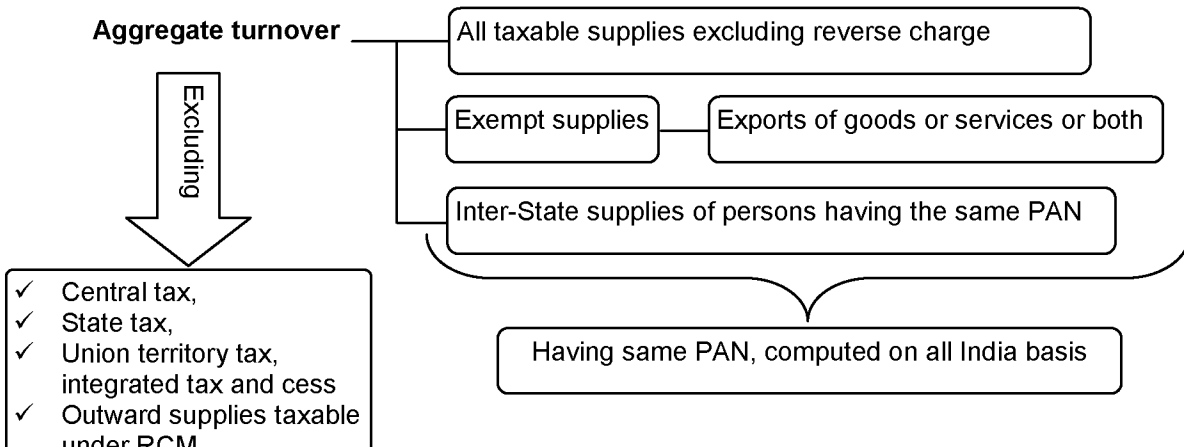 Aggregate turnover
All taxable supplies excluding reverse charge
Excluding
Exempt supplies
Exports of goods or services or both
Inter-State supplies of persons having the same PAN
Having same PAN, computed on all India basis
✓ Central tax,
✓ State tax,
✓ Union territory tax,
integrated tax and cess
✓ Outward supplies taxable
under RCM